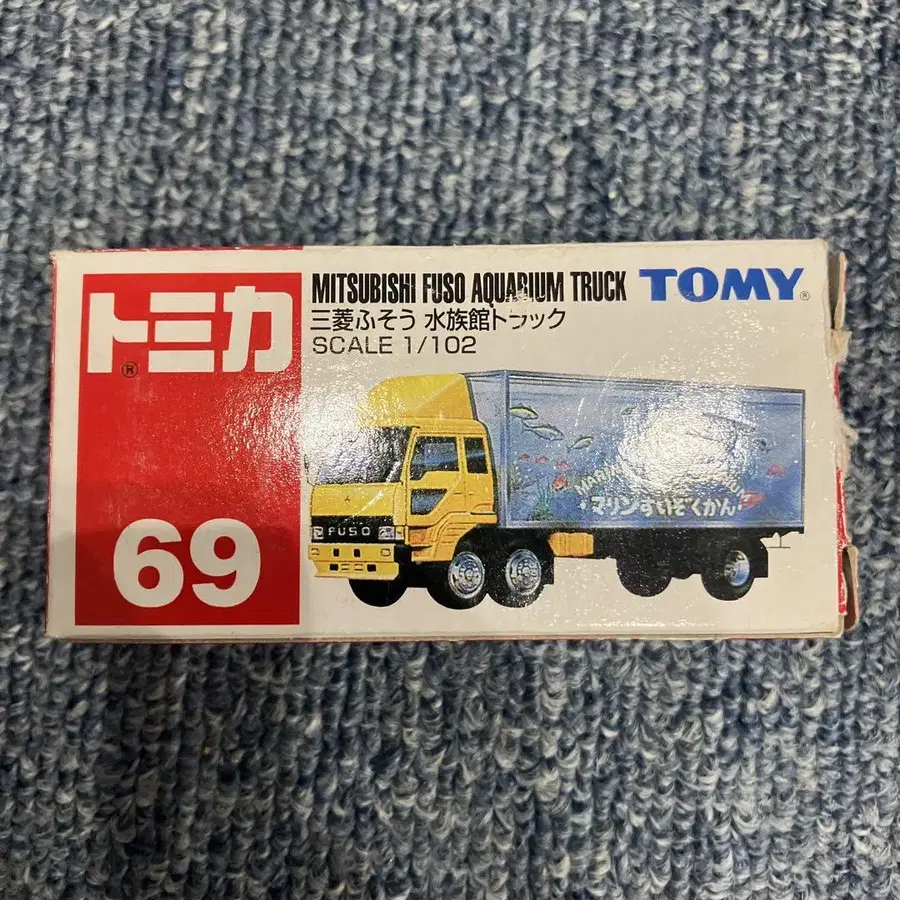 トミカ
®
69
MITSUBISHI FUSO AQUARIUM TRUCK
TOMY®
三菱ふそう 水族館トラック
SCALE 1/102
FUSO
・マリンすいぞくかん・